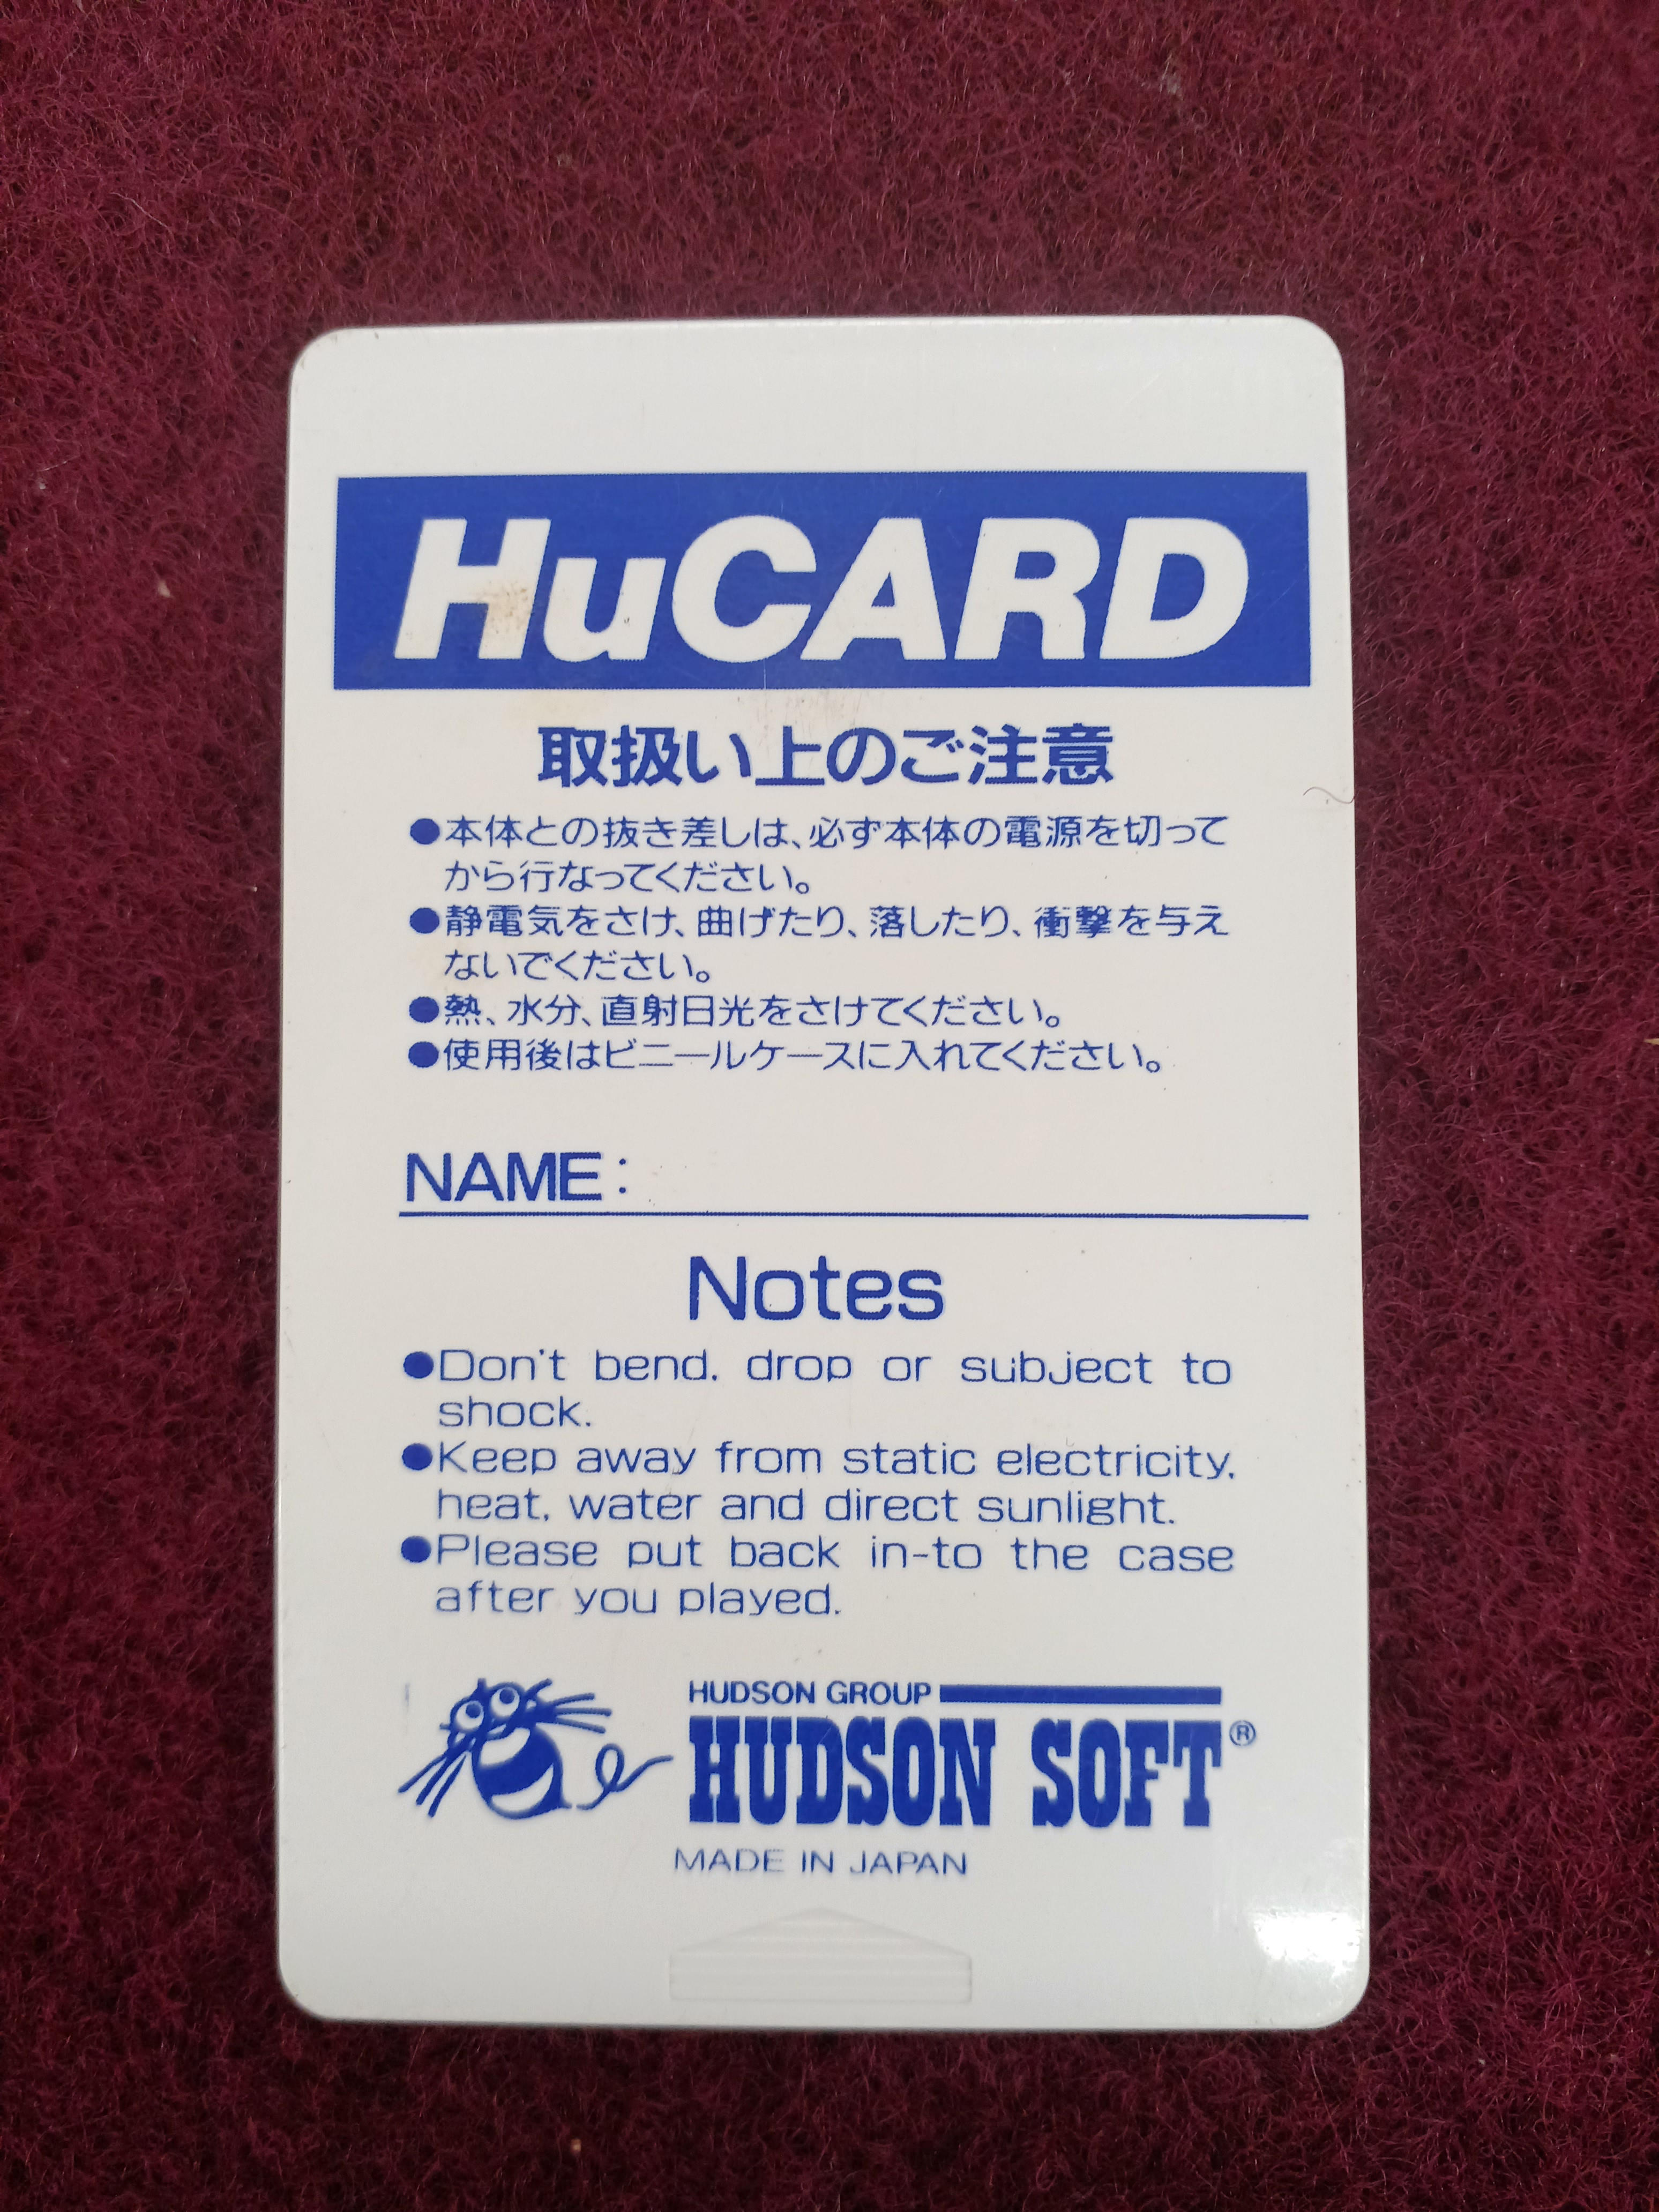 HuCARD
取扱い上のご注意
●本体との抜き差しは、必ず本体の電源を切って
から行なってください。
●静電気をさけ、曲げたり、落したり、衝撃を与え
ないでください。
●熱、水分、直射日光をさけてください。
●使用後はビニールケースに入れてください。
NAME:
Notes
●Don't bend, drop or subject to
shock.
●Keep away from static electricity,
heat, water and direct sunlight.
●Please put back in-to the case
after you played.
HUDSON GROUP
HUDSON SOFT®
MADE IN JAPAN